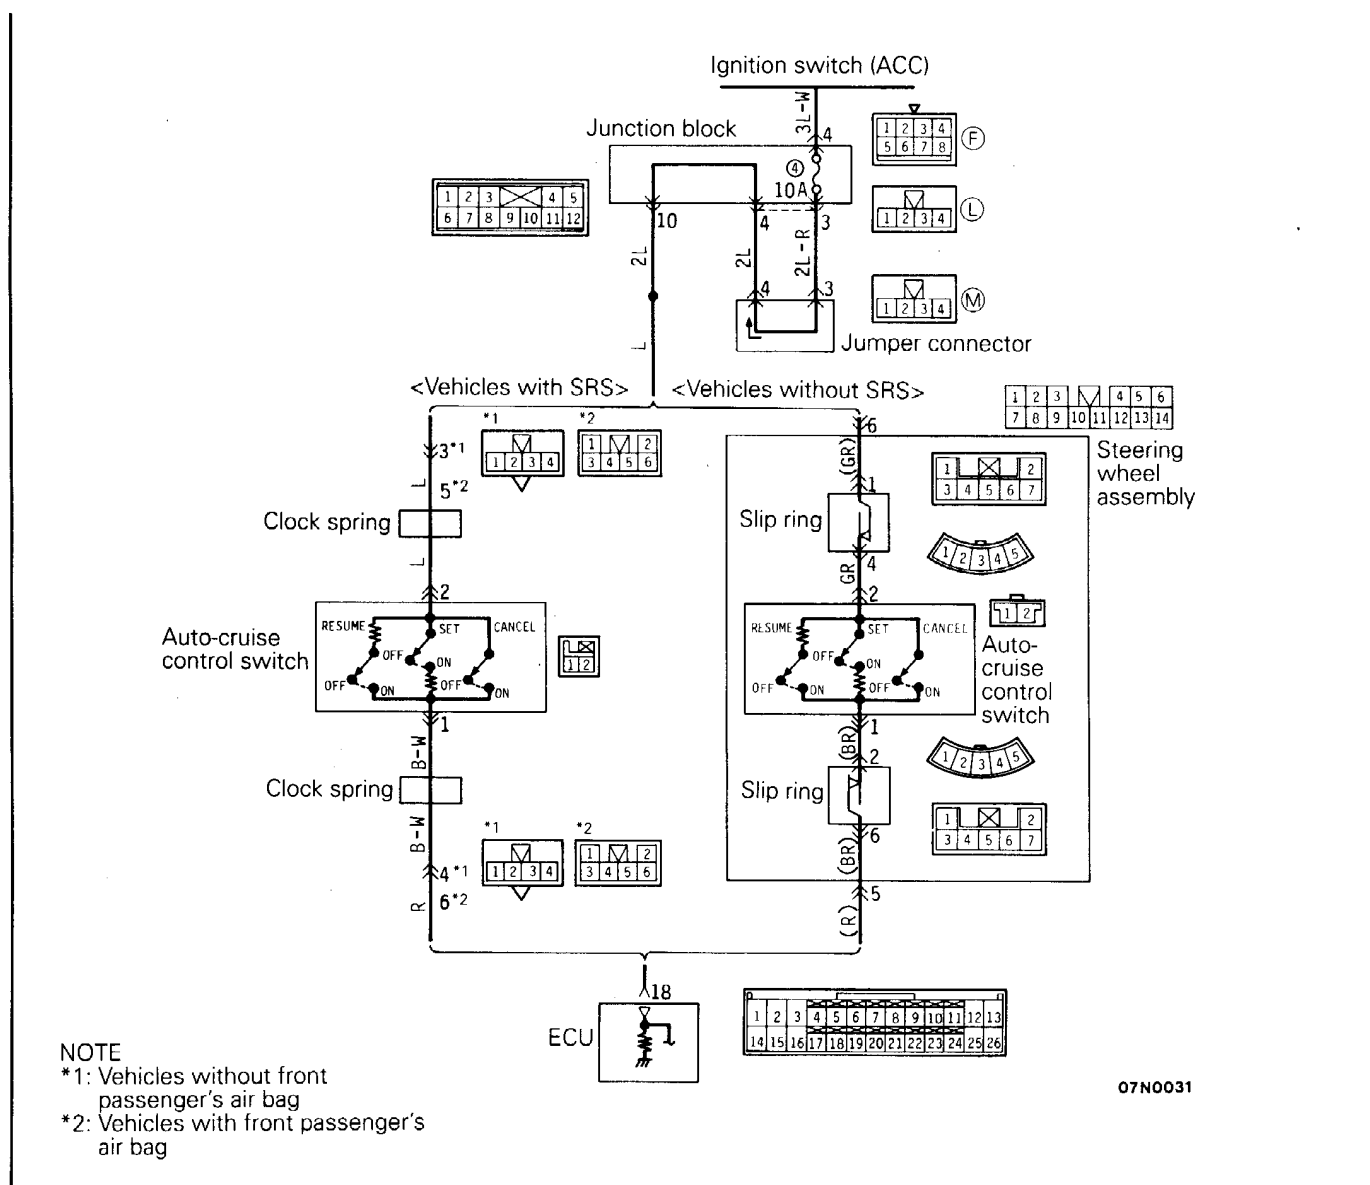 Ignition switch (ACC)
3L-W
4
Junction block
④
10A
1 2 3 4
5 6 7 8
F
1 2 3 4 5
6 7 8 9 10 11 12
1 2 3 4
L
10
4
3
2L
2L
2L-R
4
3
1 2 3 4
M
Jumper connector
L
<Vehicles with SRS>
<Vehicles without SRS>
1 2 3 4 5 6
7 8 9 10 11 12 13 14
*1
*2
6
3*1
1 2 3 4
1 2
3 4 5 6
(GR)
Steering
wheel
assembly
L
5*2
1
1 2
3 4 5 6 7
Clock spring
Slip ring
1 2 3 4 5
L
4
GR
2
2
1 2
Auto-cruise
control switch
RESUME
SET
CANCEL
OFF
ON
OFF
ON
OFF
ON
1 2
RESUME
SET
CANCEL
OFF
ON
OFF
ON
OFF
ON
Auto-
cruise
control
switch
1
1
B-W
(BR)
2
1 2 3 4 5
Clock spring
Slip ring
1 2
3 4 5 6 7
B-W
*1
*2
6
4*1
1 2 3 4
1 2
3 4 5 6
(BR)
R
6*2
5
(R)
18
ECU
1 2 3 4 5 6 7 8 9 10 11 12 13
14 15 16 17 18 19 20 21 22 23 24 25 26
NOTE
*1: Vehicles without front
passenger's air bag
*2: Vehicles with front passenger's
air bag
07N0031